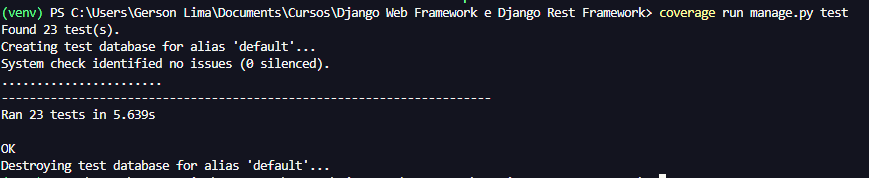 (venv) PS C:\Users\Gerson Lima\Documents\Cursos\Django Web Framework e Django Rest Framework> coverage run manage.py test
Found 23 test(s).
Creating test database for alias 'default'...
System check identified no issues (0 silenced).
.......................
----------------------------------------------------------------------
Ran 23 tests in 5.639s
OK
Destroying test database for alias 'default'...